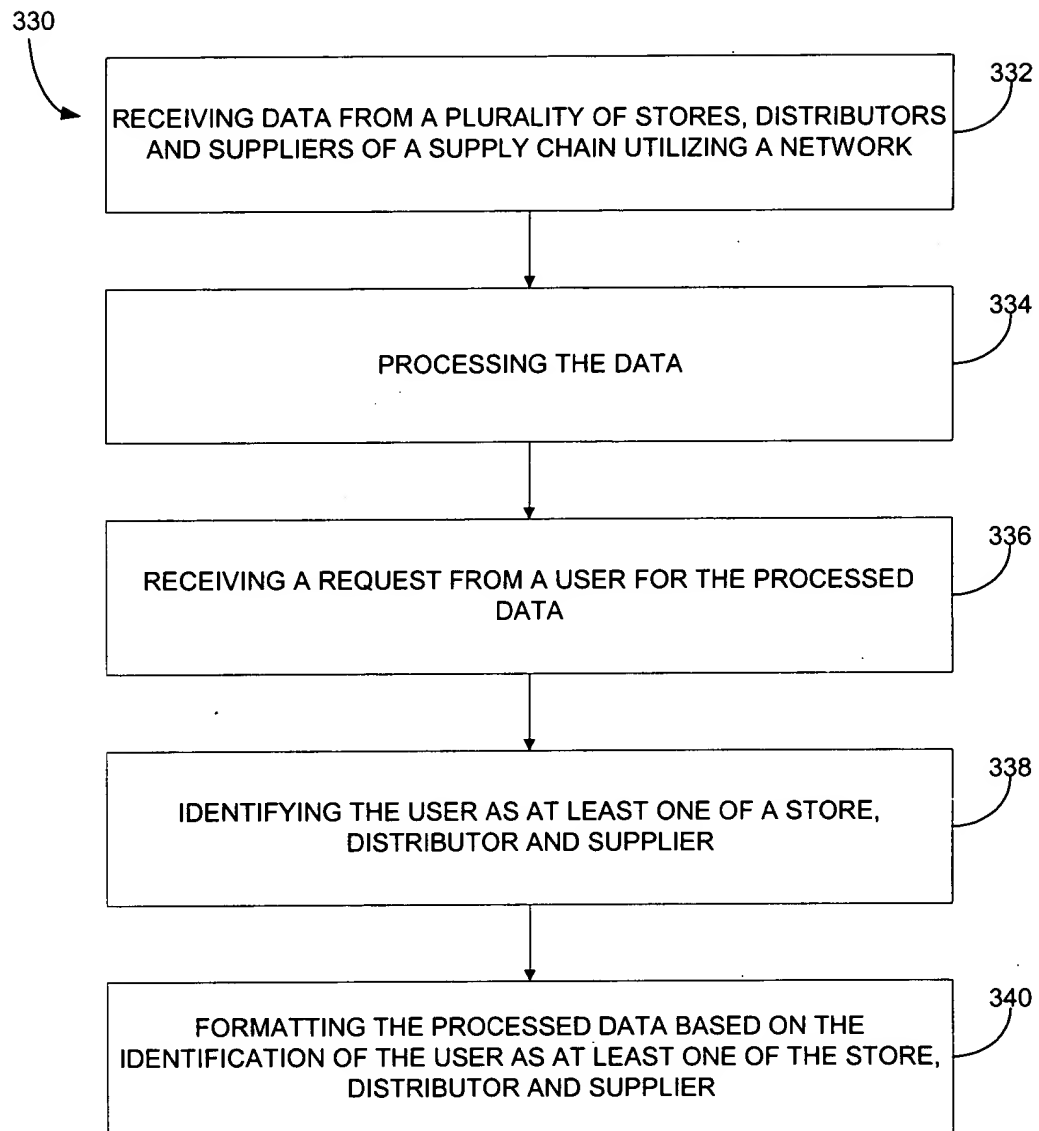 330
332
RECEIVING DATA FROM A PLURALITY OF STORES, DISTRIBUTORS
AND SUPPLIERS OF A SUPPLY CHAIN UTILIZING A NETWORK
334
PROCESSING THE DATA
336
RECEIVING A REQUEST FROM A USER FOR THE PROCESSED
DATA
338
IDENTIFYING THE USER AS AT LEAST ONE OF A STORE,
DISTRIBUTOR AND SUPPLIER
340
FORMATTING THE PROCESSED DATA BASED ON THE
IDENTIFICATION OF THE USER AS AT LEAST ONE OF THE STORE,
DISTRIBUTOR AND SUPPLIER